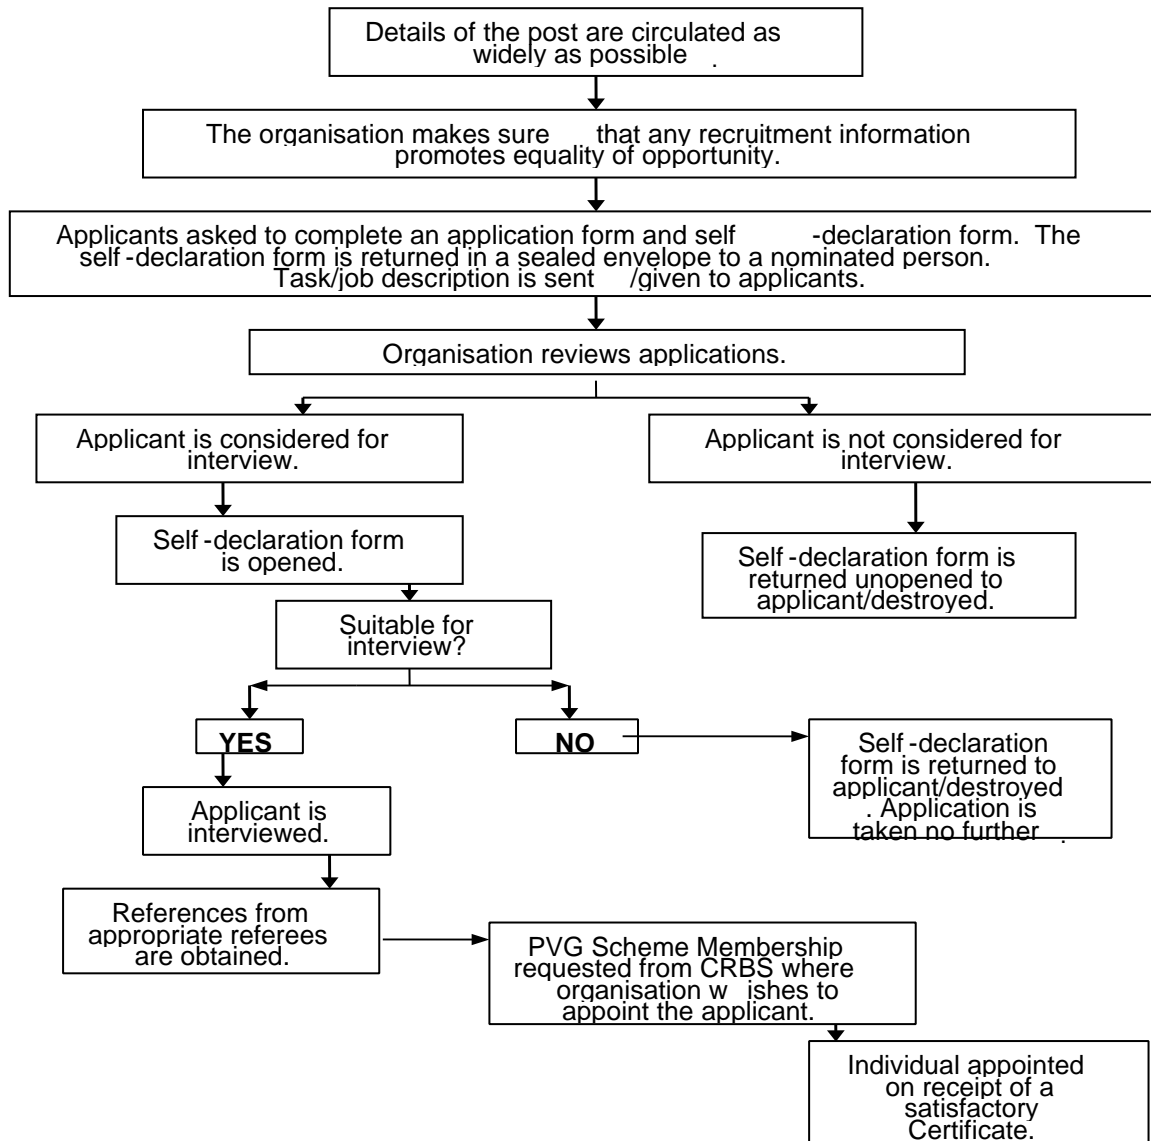 Details of the post are circulated as
widely as possible .
The organisation makes sure that any recruitment information
promotes equality of opportunity.
Applicants asked to complete an application form and self -declaration form. The
self -declaration form is returned in a sealed envelope to a nominated person.
Task/job description is sent /given to applicants.
Organisation reviews applications.
Applicant is considered for
interview.
Applicant is not considered for
interview.
Self -declaration form
is opened.
Self -declaration form is
returned unopened to
applicant/destroyed.
Suitable for
interview?
YES
NO
Self -declaration
form is returned to
applicant/destroyed
. Application is
taken no further .
Applicant is
interviewed.
References from
appropriate referees
are obtained.
PVG Scheme Membership
requested from CRBS where
organisation w ishes to
appoint the applicant.
Individual appointed
on receipt of a
satisfactory
Certificate.